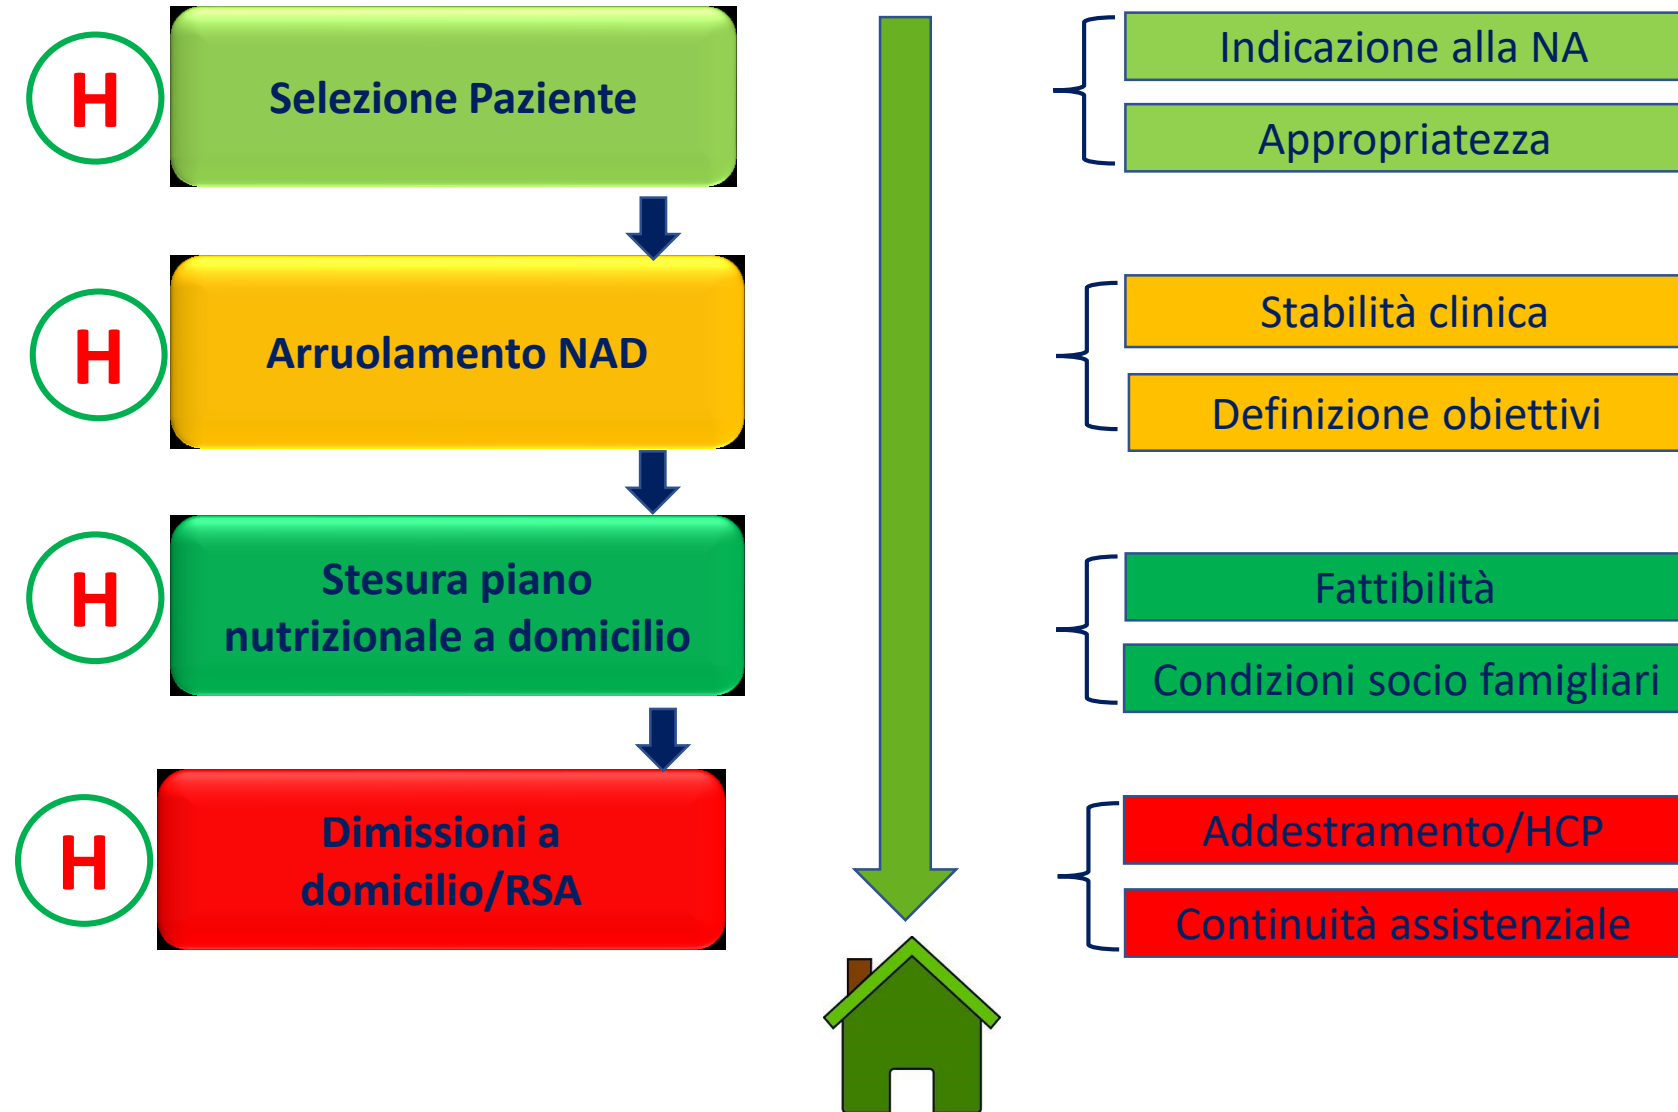 H
Selezione Paziente
Indicazione alla NA
Appropriatezza
H
Arruolamento NAD
Stabilità clinica
Definizione obiettivi
H
Stesura piano
nutrizionale a domicilio
Fattibilità
Condizioni socio famigliari
H
Dimissioni a
domicilio/RSA
Addestramento/HCP
Continuità assistenziale